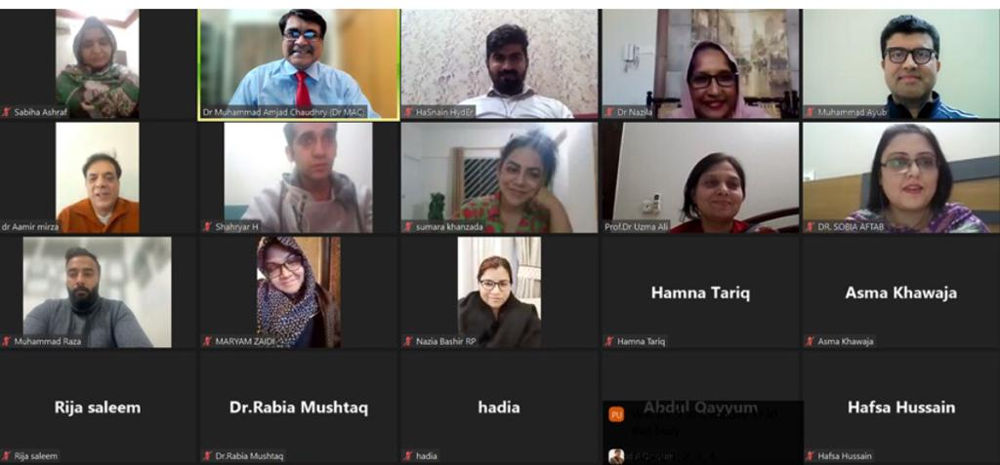 Sabiha Ashraf
Dr Muhammad Amjad Chaudhry (Dr MAC)
HaSnain HydEr
Dr Nazila
Muhammad Ayub
dr Aamir mirza
Shahryar H
sumara khanzada
Prof.Dr Uzma Ali
DR. SOBIA AFTAB
Muhammad Raza
MARYAM ZAIDI
Nazia Bashir RP
Hamna Tariq
Hamna Tariq
Asma Khawaja
Asma Khawaja
Rija saleem
Rija saleem
Dr.Rabia Mushtaq
Dr.Rabia Mushtaq
hadia
hadia
Abdul Qayyum
PU
Hafsa Hussain
Hafsa Hussain